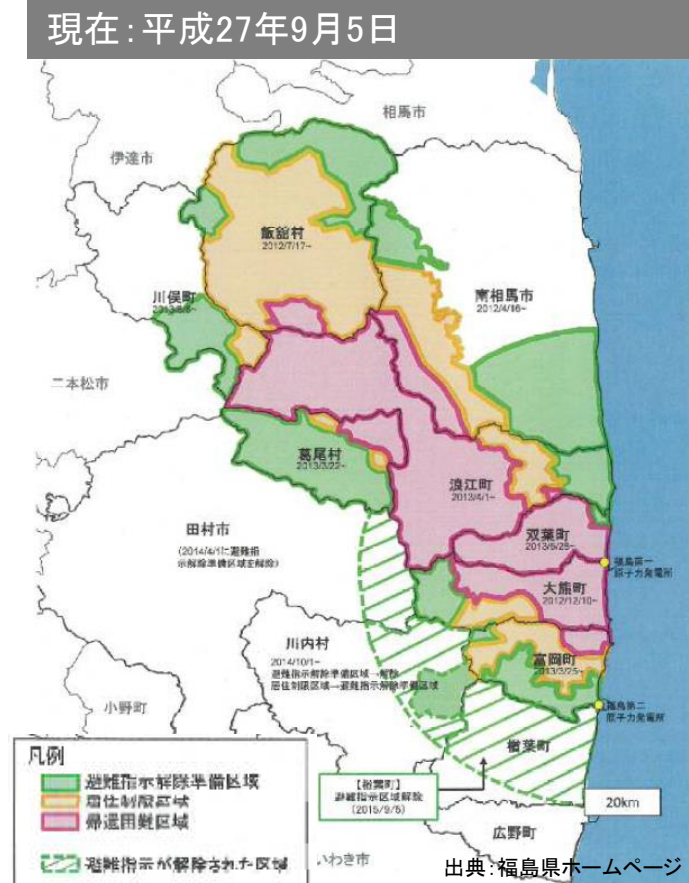 現在:平成27年9月5日
相馬市
伊達市
飯舘村
2012/7/17~
川俣町
2013/8/8~
南相馬市
2012/4/16~
二本松市
葛尾村
2013/3/22~
浪江町
2013/4/1~
田村市
(2014/4/1に避難指
示解除準備区域を解除)
双葉町
2013/5/28~
福島第一
原子力発電所
大熊町
2012/12/10~
川内村
2014/10/1~
避難指示解除準備区域→解除
居住制限区域→避難指示解除準備区域
富岡町
2013/3/25~
小野町
福島第二
原子力発電所
楢葉町
凡例
避難指示解除準備区域
居住制限区域
帰還困難区域
避難指示が解除された区域
【楢葉町】
避難指示区域解除
(2015/9/5)
20km
広野町
いわき市
出典:福島県ホームページ